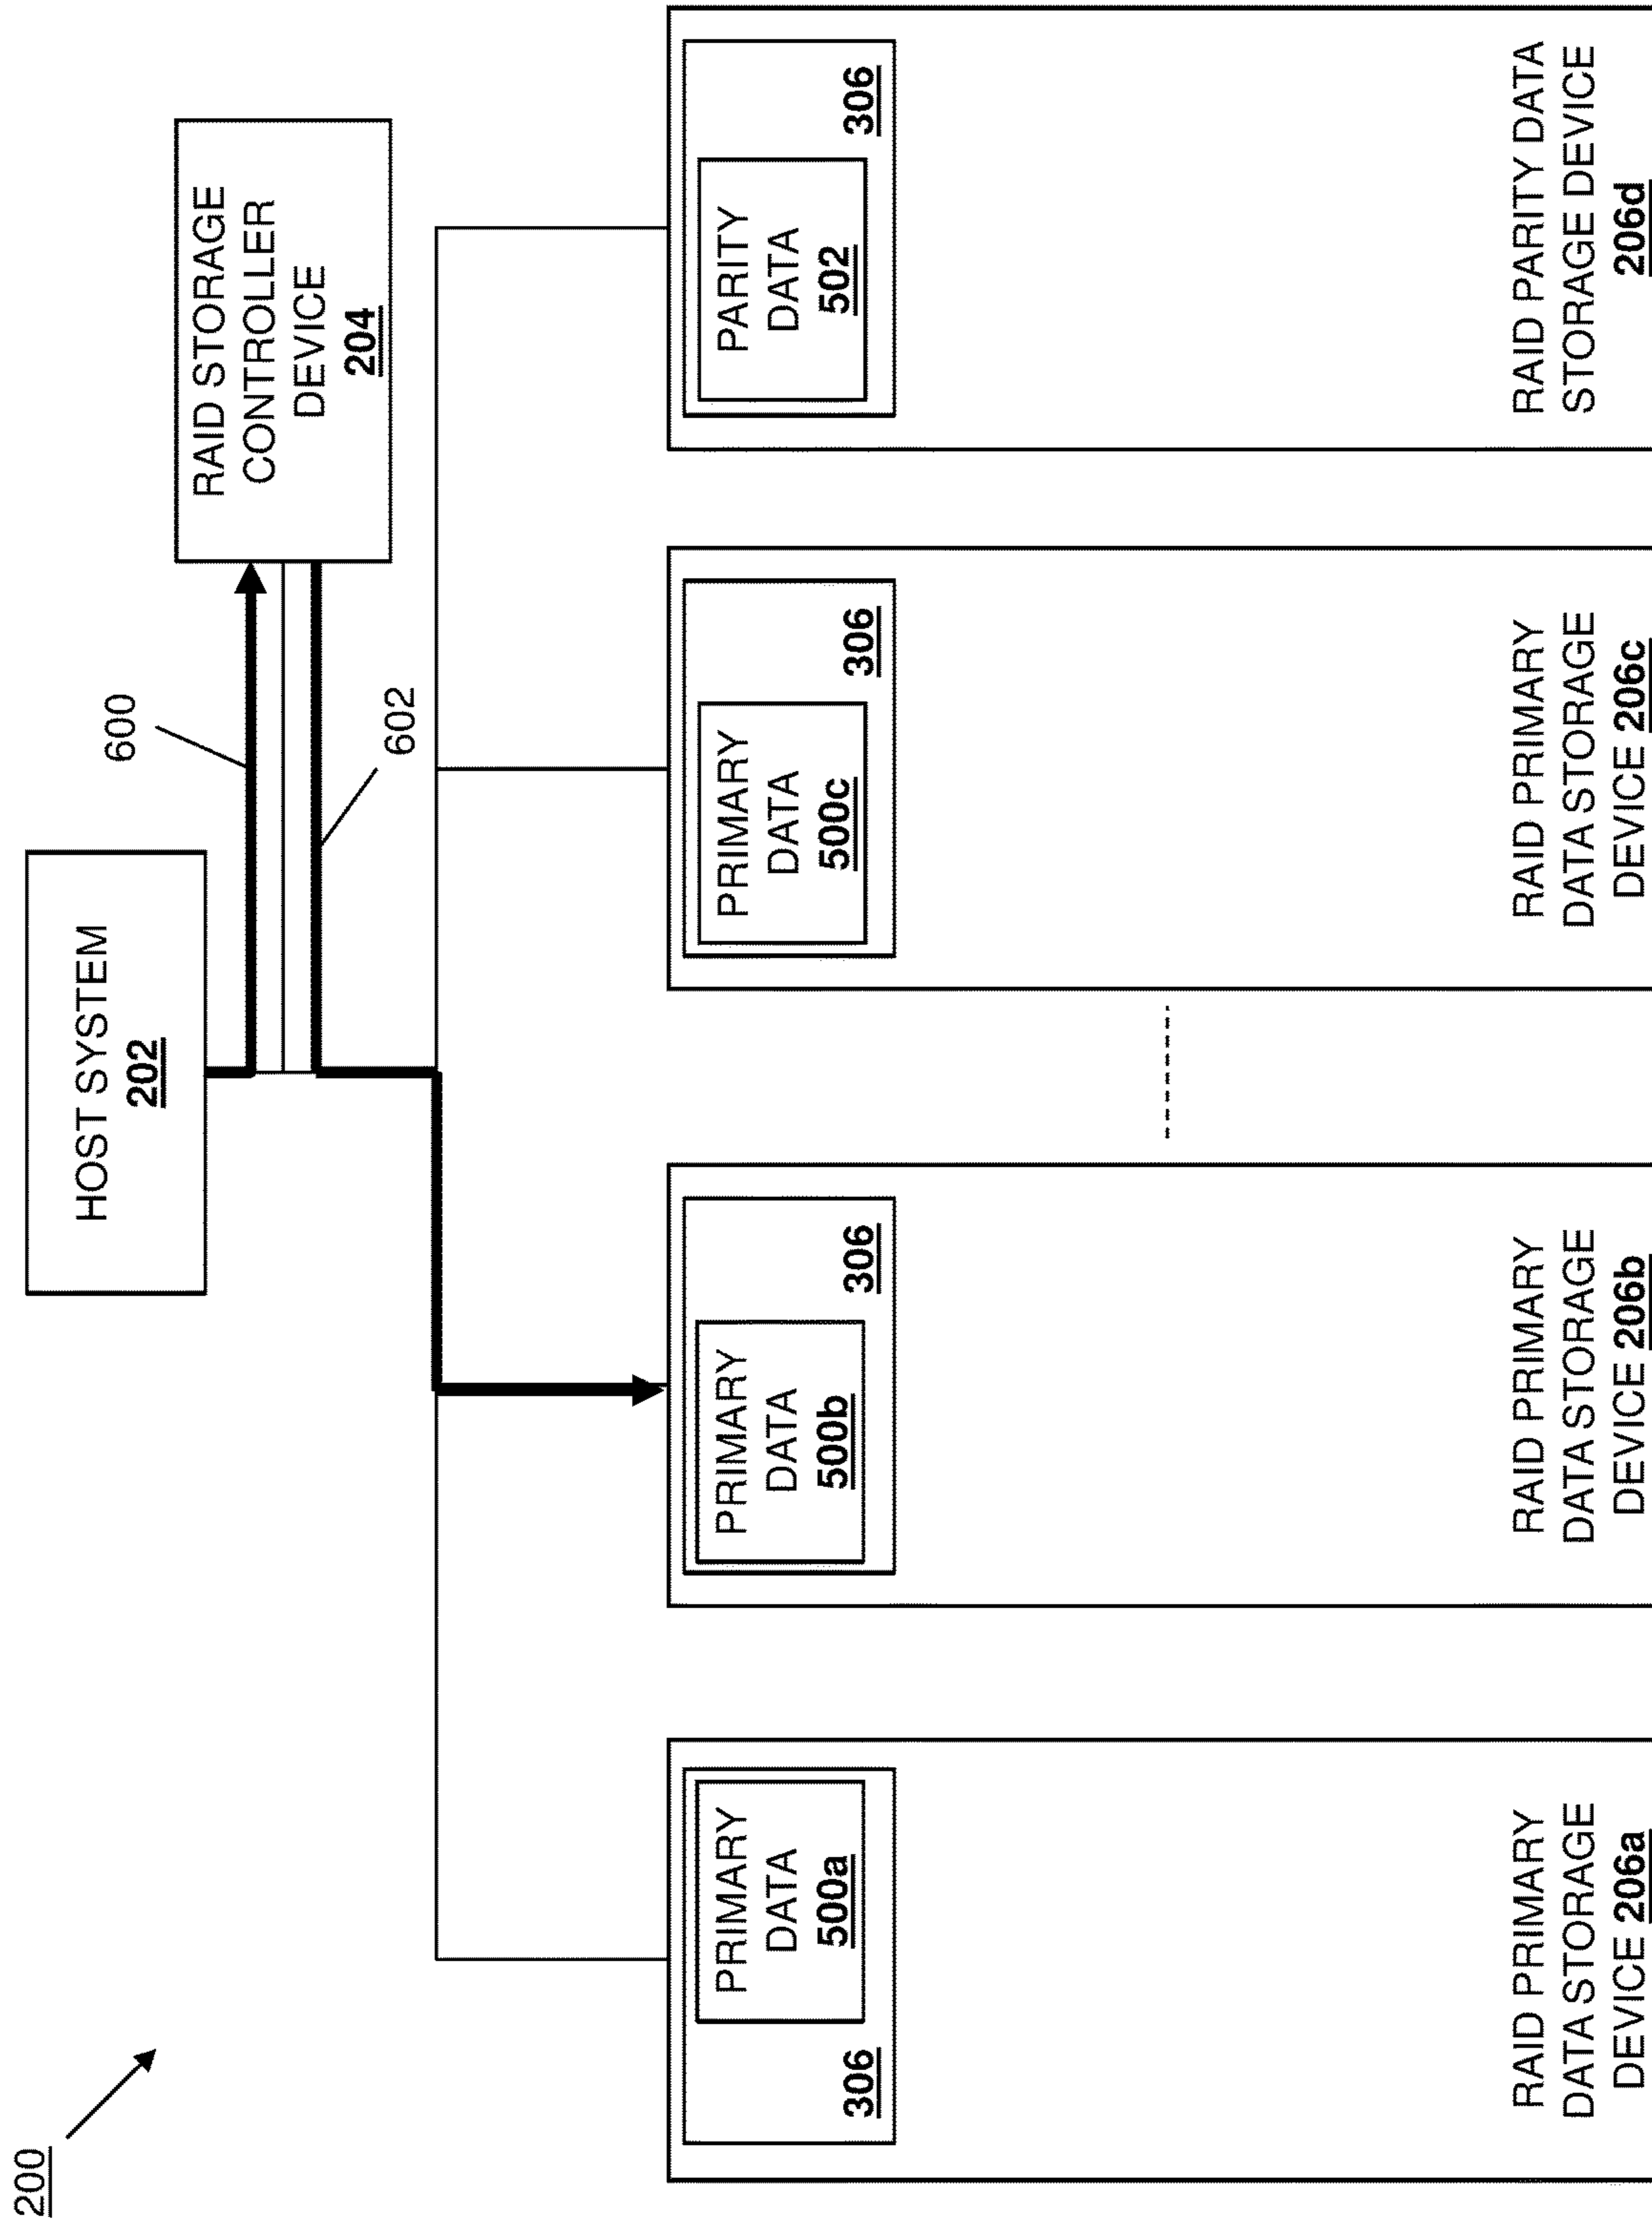 200
HOST SYSTEM
202
600
602
RAID STORAGE
CONTROLLER
DEVICE
204
PRIMARY
DATA
500a
306
RAID PRIMARY
DATA STORAGE
DEVICE 206a
PRIMARY
DATA
500b
306
RAID PRIMARY
DATA STORAGE
DEVICE 206b
PRIMARY
DATA
500c
306
RAID PRIMARY
DATA STORAGE
DEVICE 206c
PARITY
DATA
502
306
RAID PARITY DATA
STORAGE DEVICE
206d